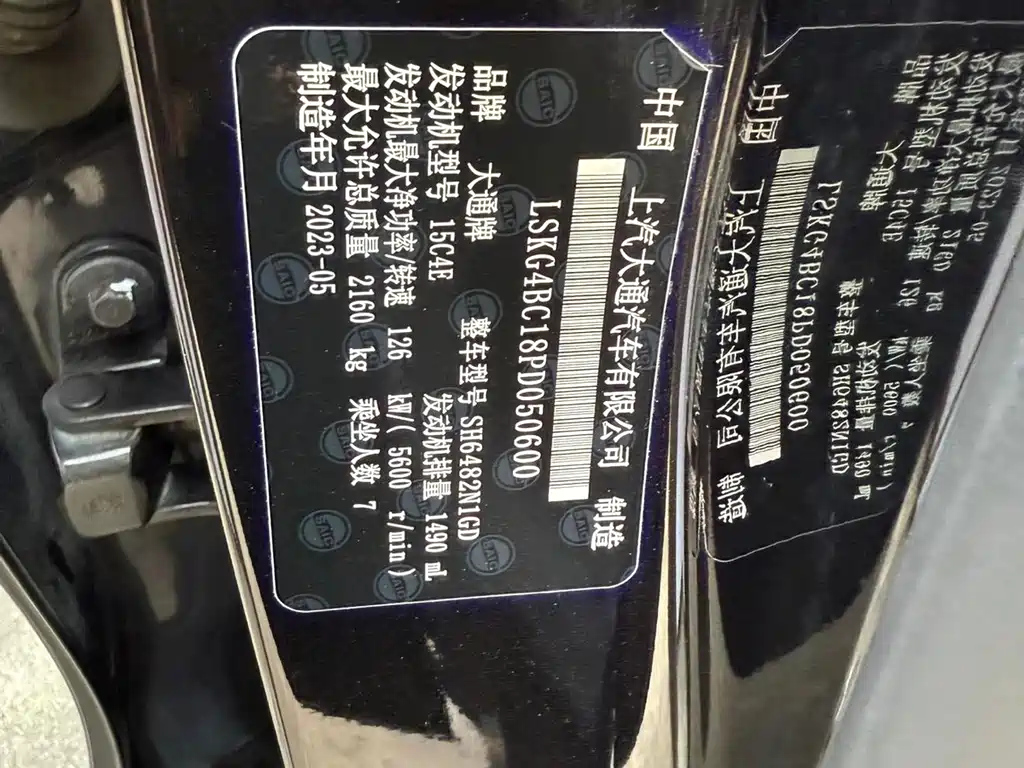 中国 上汽大通汽车有限公司 制造
LSKG4BC18PD050600
品牌 大通牌 整车型号 SH6482N1GD
发动机型号 15C4E 发动机排量 1490 mL
发动机最大净功率/转速 126 kW/( 5600 r/min)
最大允许总质量 2160 kg 乘坐人数 7
制造年月 2023-05
SAIC